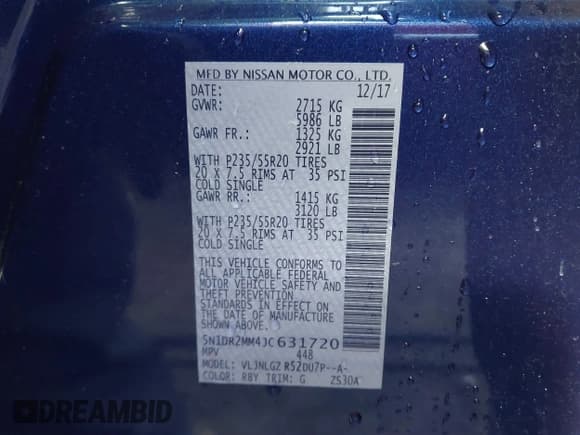 MFD BY NISSAN MOTOR CO., LTD.
DATE: 12/17
GVWR: 2715 KG
5986 LB
GAWR FR.: 1325 KG
2921 LB
WITH P235/55R20 TIRES
20 X 7.5 RIMS AT 35 PSI
COLD SINGLE
GAWR RR.: 1415 KG
3120 LB
WITH P235/55R20 TIRES
20 X 7.5 RIMS AT 35 PSI
COLD SINGLE
THIS VEHICLE CONFORMS TO
ALL APPLICABLE FEDERAL
MOTOR VEHICLE SAFETY AND
THEFT PREVENTION
STANDARDS IN EFFECT ON
THE DATE OF MANUFACTURE
SHOWN ABOVE
5N1DR2MM4JC631720
MPV 448
MODEL: VLJNLGZ R52DU7P--A-
COLOR: RBY TRIM: G ZS30A
DREAMBID